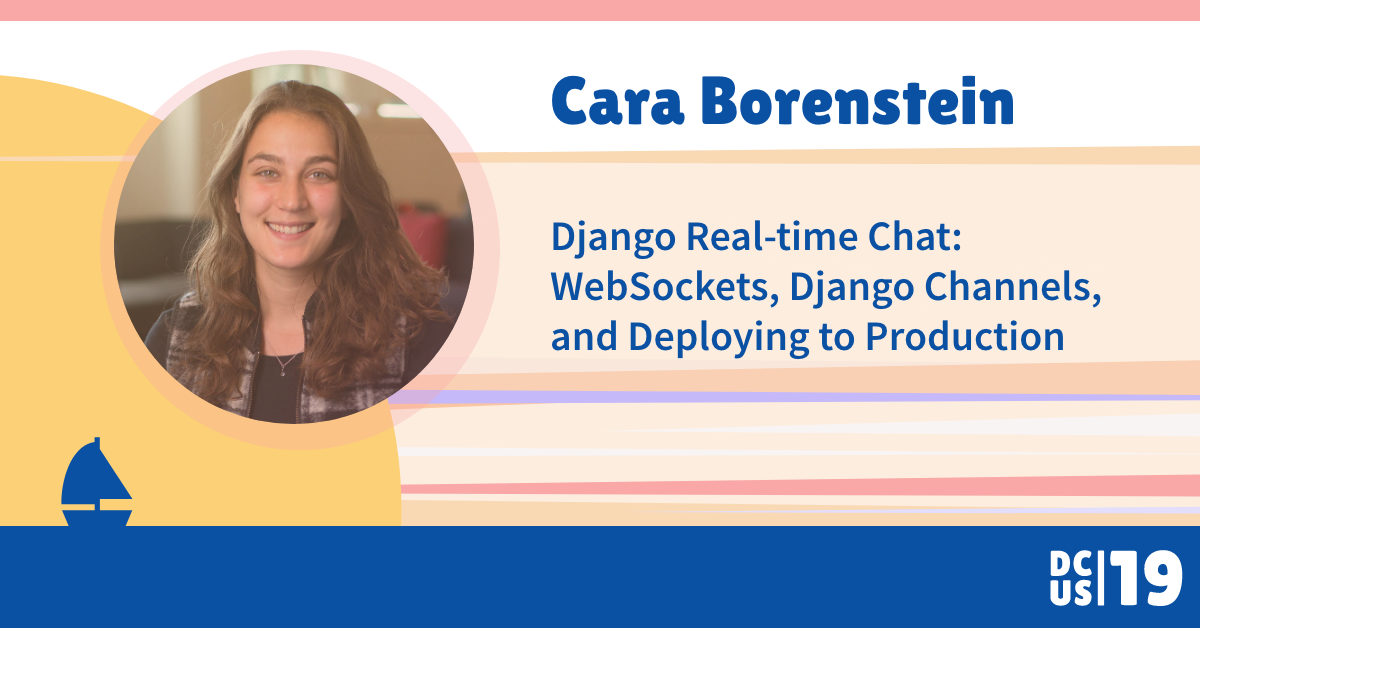 Cara Borenstein
Django Real-time Chat:
WebSockets, Django Channels,
and Deploying to Production
DC
US
19